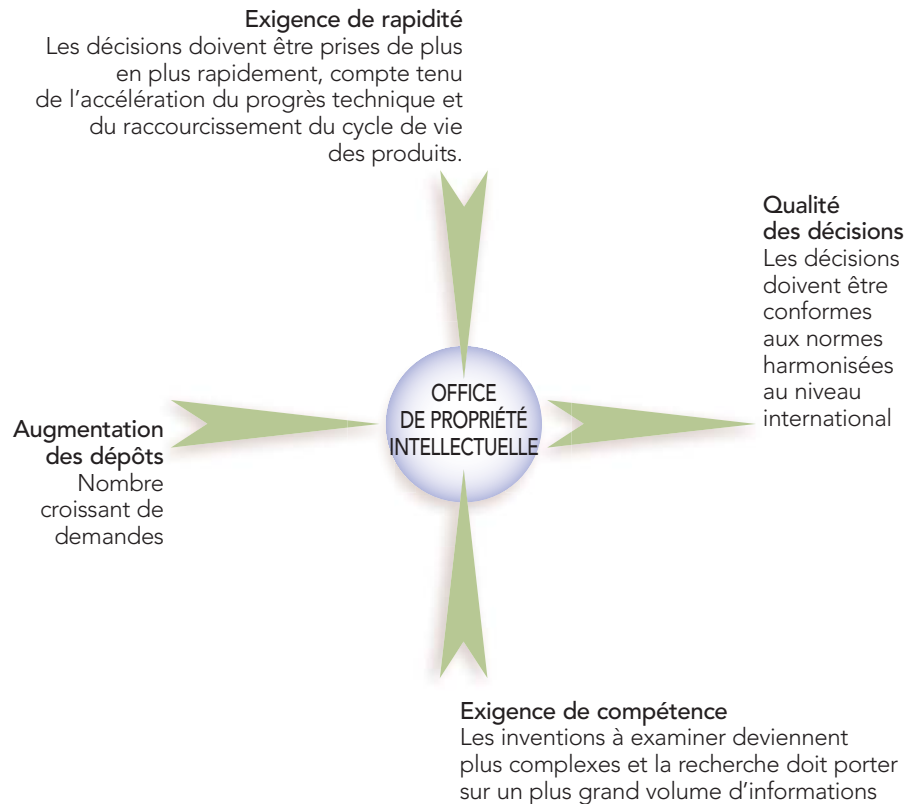 Exigence de rapidité
Les décisions doivent être prises de plus
en plus rapidement, compte tenu
de l'accélération du progrès technique et
du raccourcissement du cycle de vie
des produits.
Qualité
des décisions
Les décisions
doivent être
conformes
aux normes
harmonisées
au niveau
international
OFFICE
DE PROPRIÉTÉ
INTELLECTUELLE
Augmentation
des dépôts
Nombre
croissant de
demandes
Exigence de compétence
Les inventions à examiner deviennent
plus complexes et la recherche doit porter
sur un plus grand volume d'informations